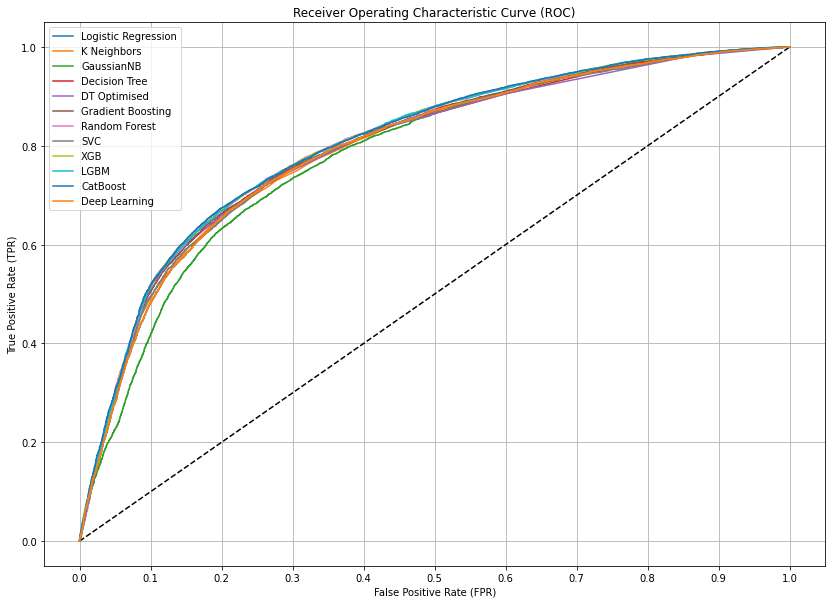 Receiver Operating Characteristic Curve (ROC)
Logistic Regression
K Neighbors
GaussianNB
Decision Tree
DT Optimised
Gradient Boosting
Random Forest
SVC
XGB
LGBM
CatBoost
Deep Learning
True Positive Rate (TPR)
1.0
0.8
0.6
0.4
0.2
0.0
0.0 0.1 0.2 0.3 0.4 0.5 0.6 0.7 0.8 0.9 1.0
False Positive Rate (FPR)